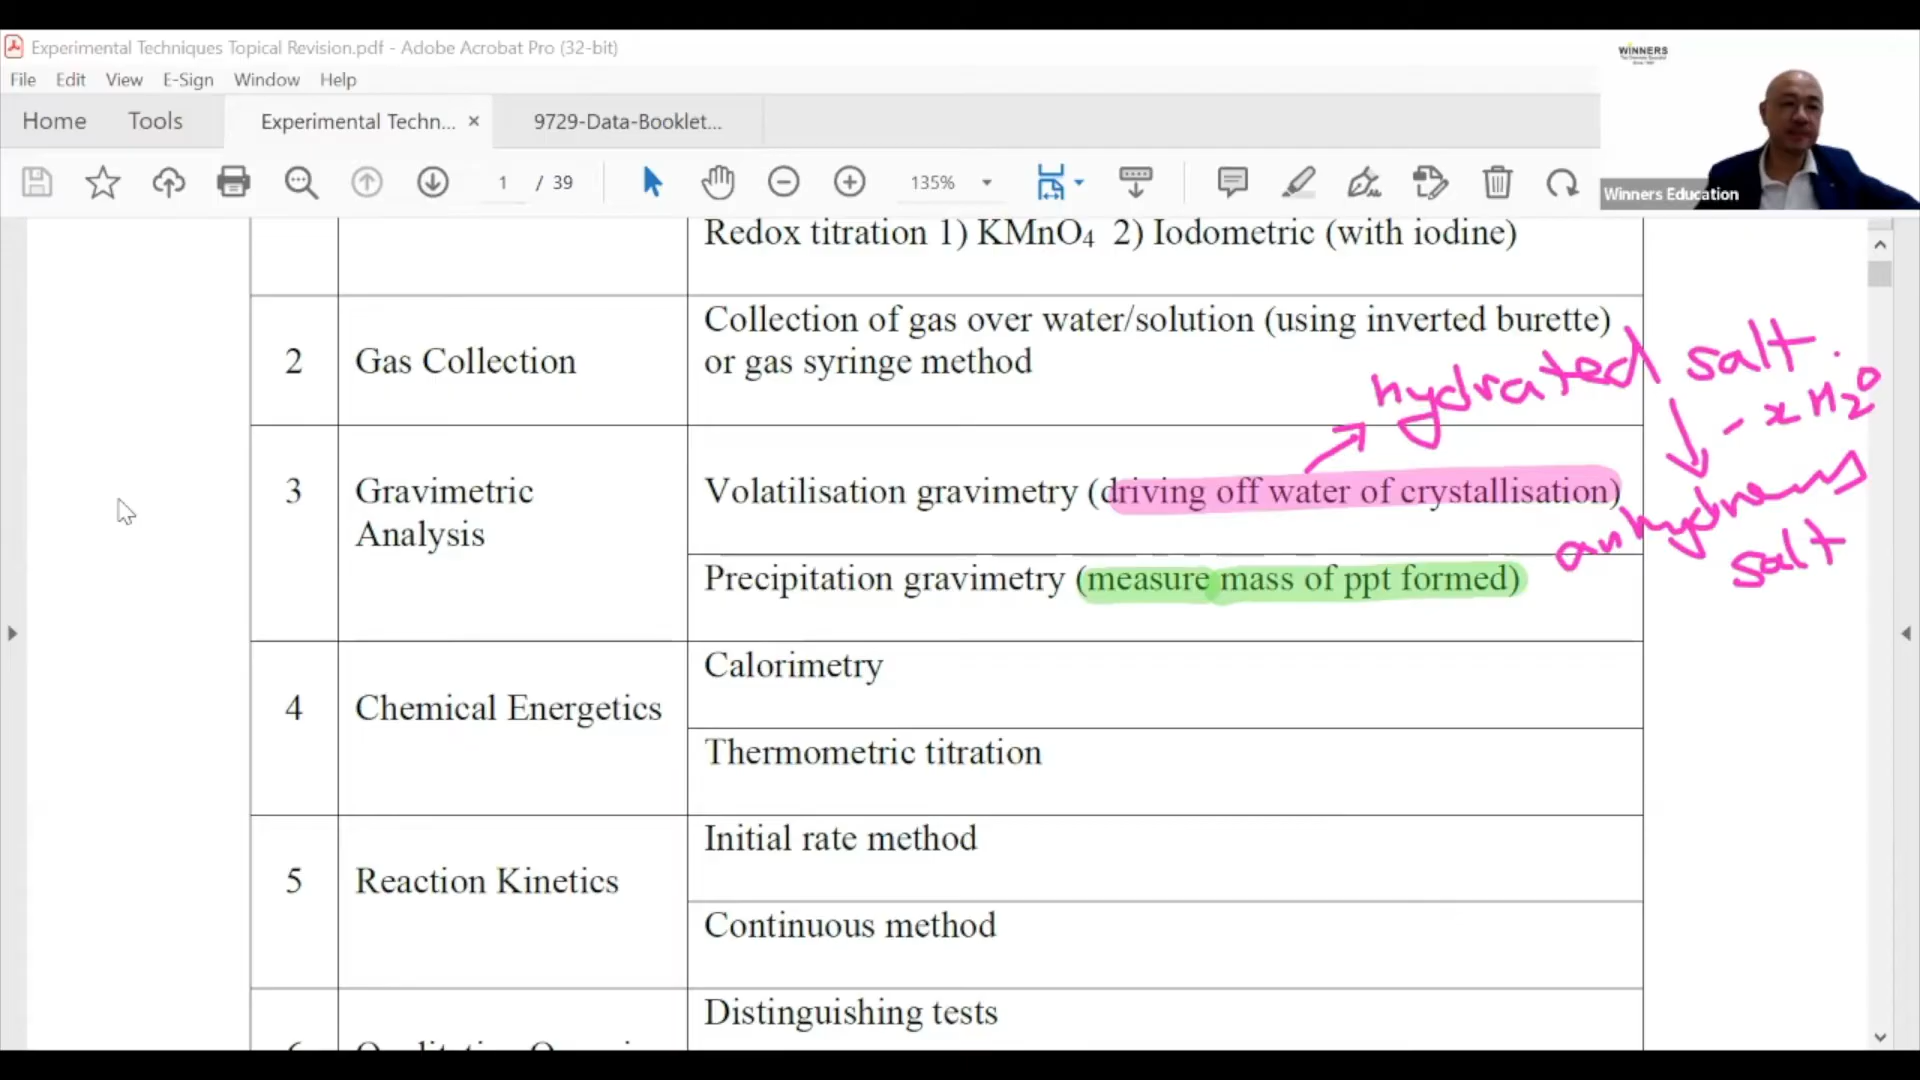 Experimental Techniques Topical Revision.pdf - Adobe Acrobat Pro (32-bit)
WINNERS
File Edit View E-Sign Window Help
Home Tools Experimental Techn... × 9729-Data-Booklet...
1 / 39 135%
Winners Education
Redox titration 1) KMnO4 2) Iodometric (with iodine)
2 Gas Collection Collection of gas over water/solution (using inverted burette)
or gas syringe method
hydrated salt.
- xH2O
3 Gravimetric Analysis Volatilisation gravimetry (driving off water of crystallisation)
anhydrous
salt
Precipitation gravimetry (measure mass of ppt formed)
Calorimetry
4 Chemical Energetics
Thermometric titration
Initial rate method
5 Reaction Kinetics
Continuous method
Distinguishing tests